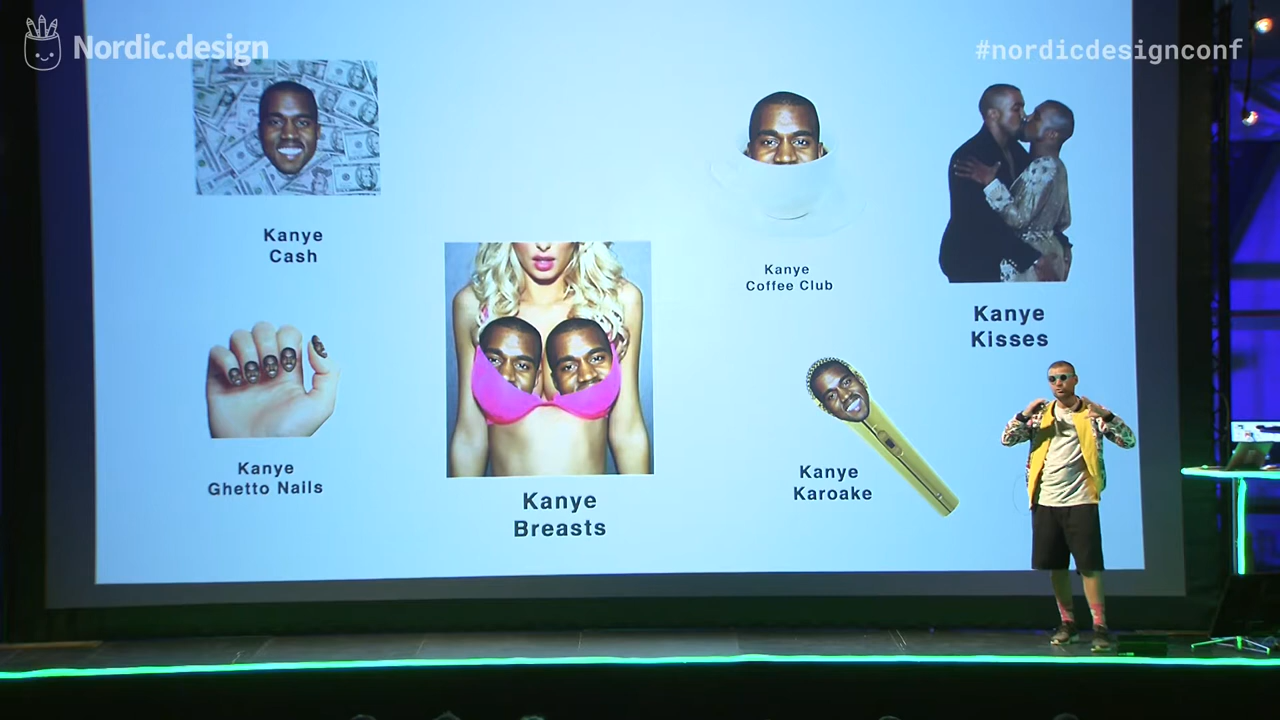 Nordic.design
#nordicdesignconf
Kanye
Cash
Kanye
Coffee Club
Kanye
Kisses
Kanye
Ghetto Nails
Kanye
Breasts
Kanye
Karoake